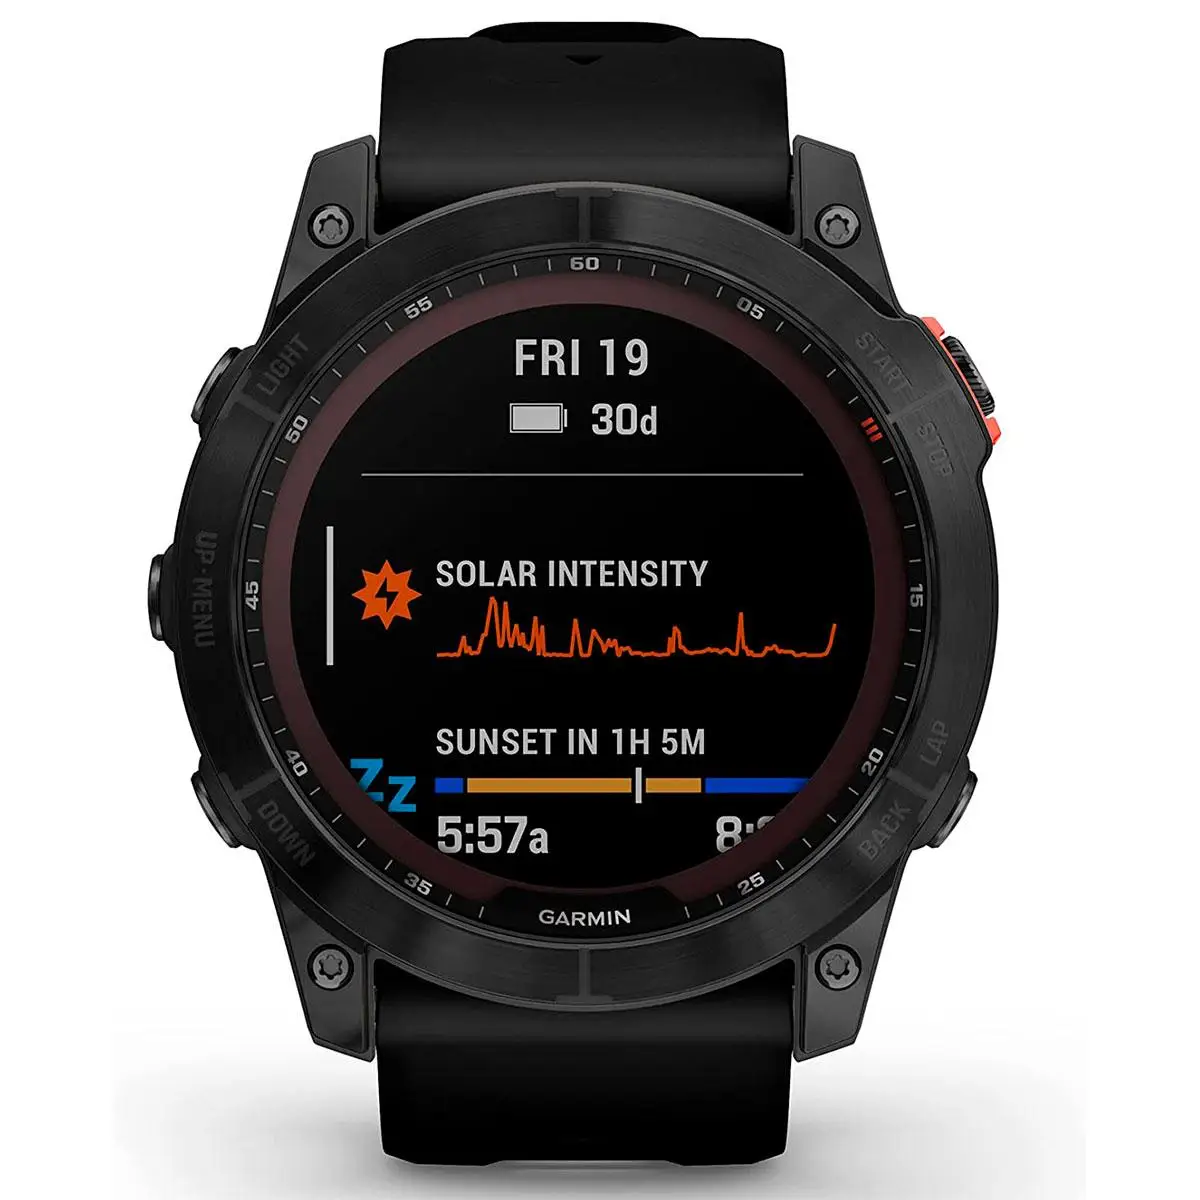 FRI 19
30d
SOLAR INTENSITY
SUNSET IN 1H 5M
Zz
5:57a
GARMIN
60
05
15
20
25
35
40
45
50
55
LIGHT
UP·MENU
DOWN
START
STOP
LAP
BACK